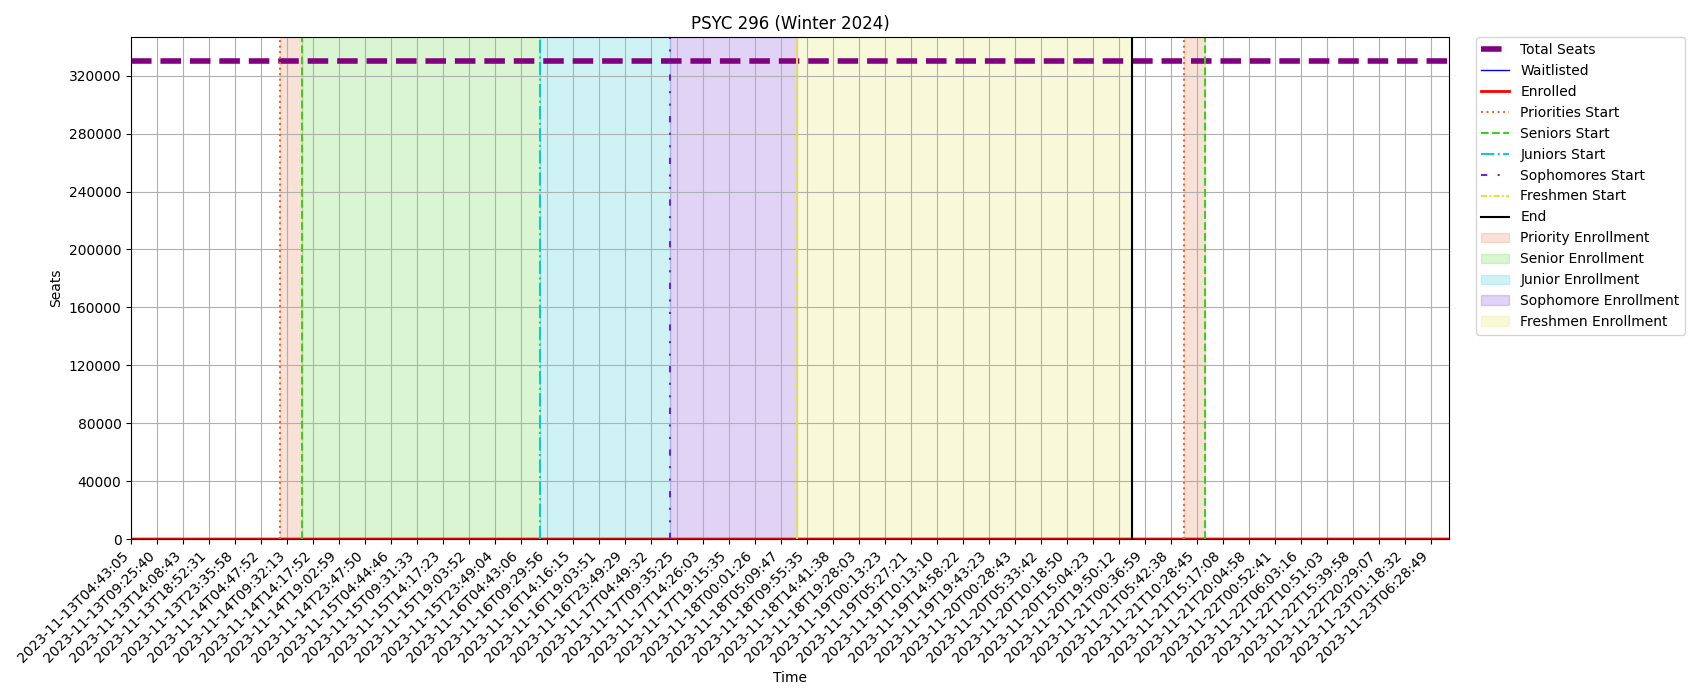 PSYC 296 (Winter 2024)
Seats
320000
280000
240000
200000
160000
120000
80000
40000
0
2023-11-13T04:43:05
2023-11-13T09:25:40
2023-11-13T14:08:43
2023-11-13T18:52:31
2023-11-13T23:35:58
2023-11-14T04:47:52
2023-11-14T09:32:13
2023-11-14T14:17:52
2023-11-14T19:02:59
2023-11-14T23:47:50
2023-11-15T04:44:46
2023-11-15T09:31:33
2023-11-15T14:17:23
2023-11-15T19:03:52
2023-11-15T23:49:04
2023-11-16T04:43:06
2023-11-16T09:29:56
2023-11-16T14:16:15
2023-11-16T19:03:51
2023-11-16T23:49:29
2023-11-17T04:49:32
2023-11-17T09:35:25
2023-11-17T14:26:03
2023-11-17T19:15:35
2023-11-18T00:01:26
2023-11-18T05:09:47
2023-11-18T09:55:35
2023-11-18T14:41:38
2023-11-18T19:28:03
2023-11-19T00:13:23
2023-11-19T05:27:21
2023-11-19T10:13:10
2023-11-19T14:58:22
2023-11-19T19:43:23
2023-11-20T00:28:43
2023-11-20T05:33:42
2023-11-20T10:18:50
2023-11-20T15:04:23
2023-11-20T19:50:12
2023-11-21T00:36:59
2023-11-21T05:42:38
2023-11-21T10:28:45
2023-11-21T15:17:08
2023-11-21T20:04:58
2023-11-22T00:52:41
2023-11-22T06:03:16
2023-11-22T10:51:03
2023-11-22T15:39:58
2023-11-22T20:29:07
2023-11-23T01:18:32
2023-11-23T06:28:49
Time
Total Seats
Waitlisted
Enrolled
Priorities Start
Seniors Start
Juniors Start
Sophomores Start
Freshmen Start
End
Priority Enrollment
Senior Enrollment
Junior Enrollment
Sophomore Enrollment
Freshmen Enrollment